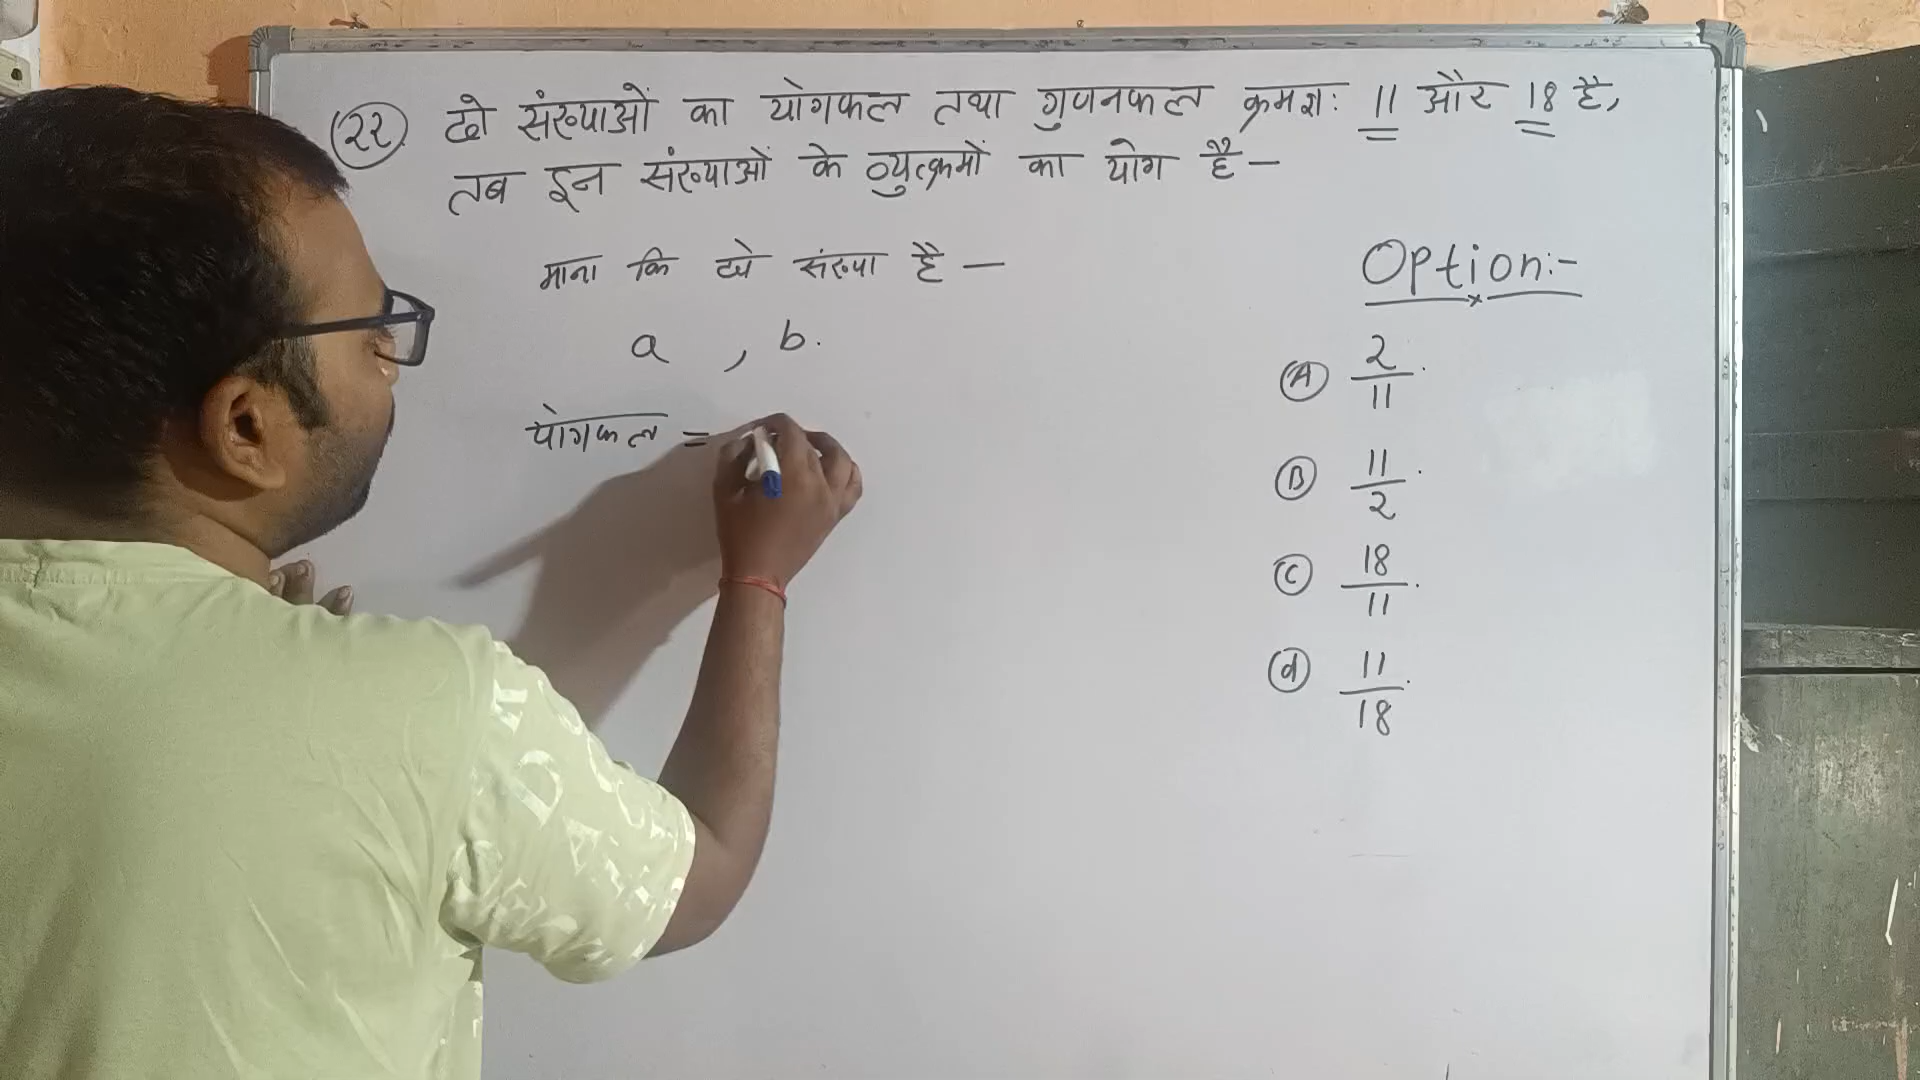 (22) दो संख्याओं का योगफल तथा गुणनफल क्रमशः 11 और 18 है,
तब इन संख्याओं के व्युत्क्रमों का योग है —
माना कि दो संख्या है —
a , b.
योगफल =
Option:-
(A) 2/11.
(B) 11/2.
(C) 18/11.
(d) 11/18.